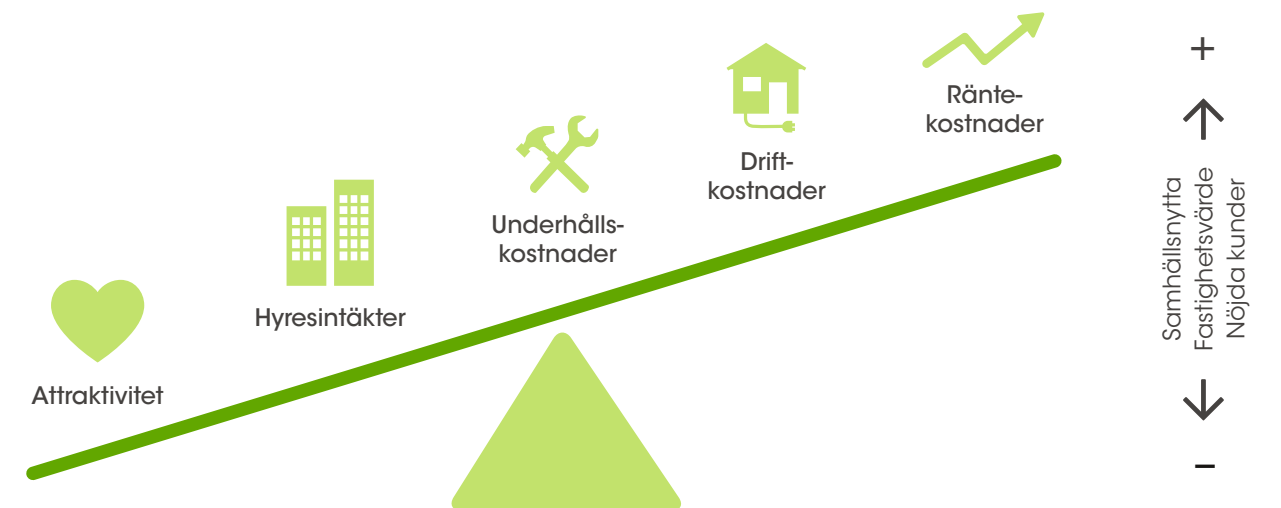 Attraktivitet
Hyresintäkter
Underhålls-
kostnader
Drift-
kostnader
Ränte-
kostnader
+
Samhällsnytta
Fastighetsvärde
Nöjda kunder
–